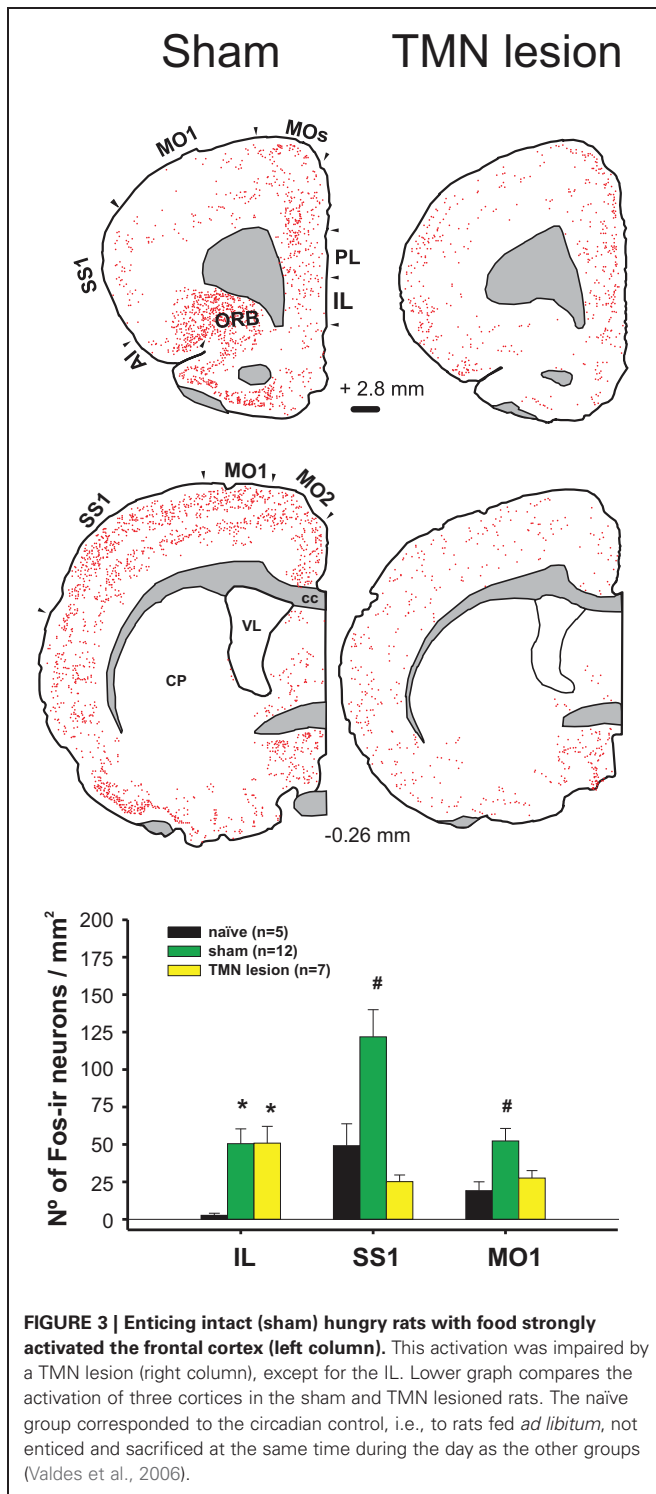 Sham TMN lesion
MO1 MOs
SS1 PL
IL
AI ORB
+ 2.8 mm
SS1 MO1 MO2
cc
VL
CP
-0.26 mm
200
175
150
125
100
75
50
25
0
Nº of Fos-ir neurons / mm²
naïve (n=5)
sham (n=12)
TMN lesion (n=7)
* * # #
IL SS1 MO1
FIGURE 3 | Enticing intact (sham) hungry rats with food strongly
activated the frontal cortex (left column). This activation was impaired by
a TMN lesion (right column), except for the IL. Lower graph compares the
activation of three cortices in the sham and TMN lesioned rats. The naïve
group corresponded to the circadian control, i.e., to rats fed ad libitum, not
enticed and sacrificed at the same time during the day as the other groups
(Valdes et al., 2006).